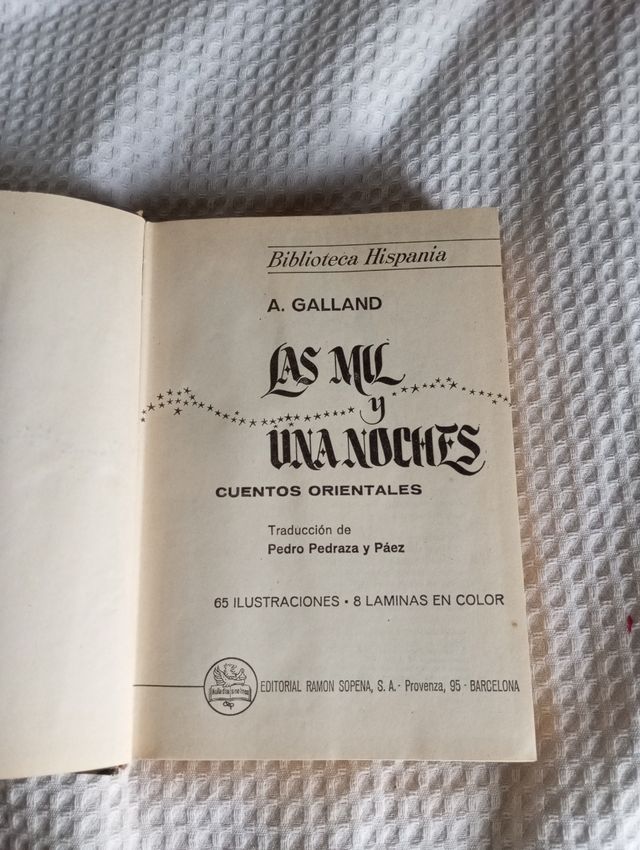 Biblioteca Hispania
A. GALLAND
LAS MIL
y
UNA NOCHES
CUENTOS ORIENTALES
Traducción de
Pedro Pedraza y Páez
65 ILUSTRACIONES • 8 LAMINAS EN COLOR
EDITORIAL RAMON SOPENA, S. A. - Provenza, 95 - BARCELONA